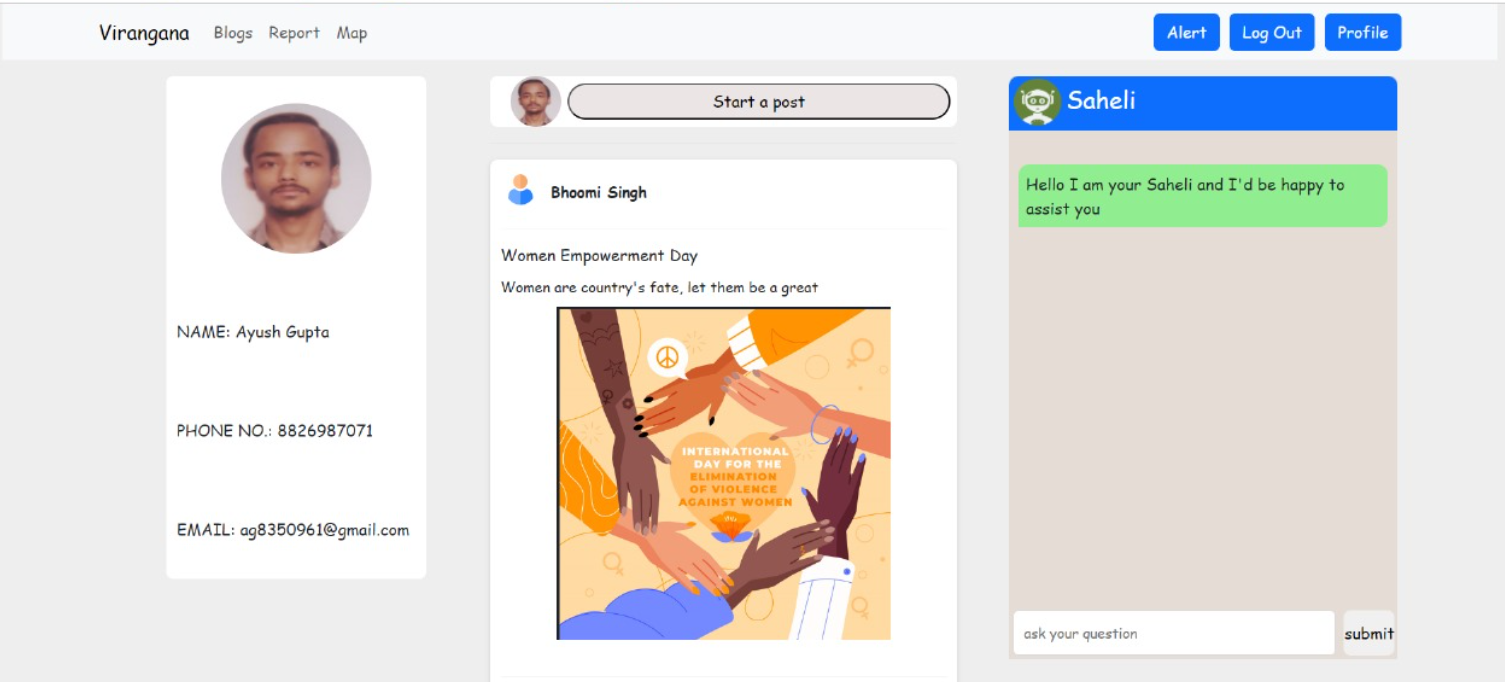 Virangana Blogs Report Map Alert Log Out Profile
NAME: Ayush Gupta
PHONE NO.: 8826987071
EMAIL: ag8350961@gmail.com
Start a post
Bhoomi Singh
Women Empowerment Day
Women are country's fate, let them be a great
INTERNATIONAL
DAY FOR THE
ELIMINATION
OF VIOLENCE
AGAINST WOMEN
Saheli
Hello I am your Saheli and I'd be happy to
assist you
ask your question
submit